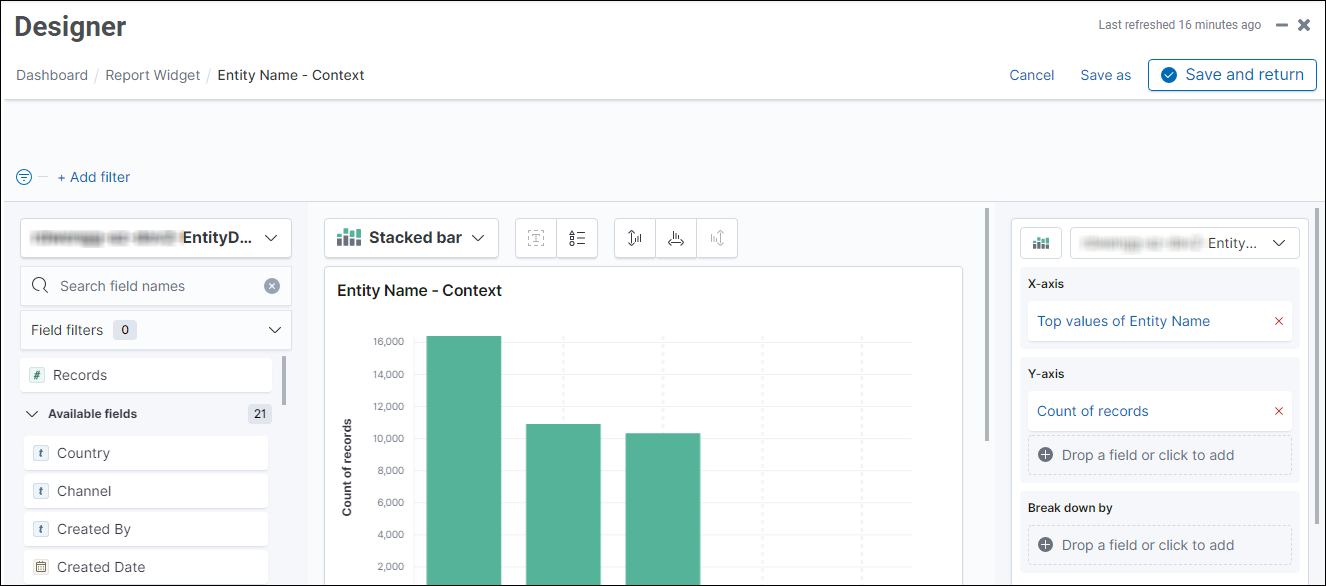 Designer
Last refreshed 16 minutes ago
Dashboard / Report Widget / Entity Name - Context
Cancel
Save as
Save and return
+ Add filter
EntityD...
Search field names
Field filters 0
# Records
Available fields 21
t Country
t Channel
t Created By
Created Date
Stacked bar
Entity Name - Context
Count of records
16,000
14,000
12,000
10,000
8,000
6,000
4,000
2,000
Entity...
X-axis
Top values of Entity Name
Y-axis
Count of records
Drop a field or click to add
Break down by
Drop a field or click to add